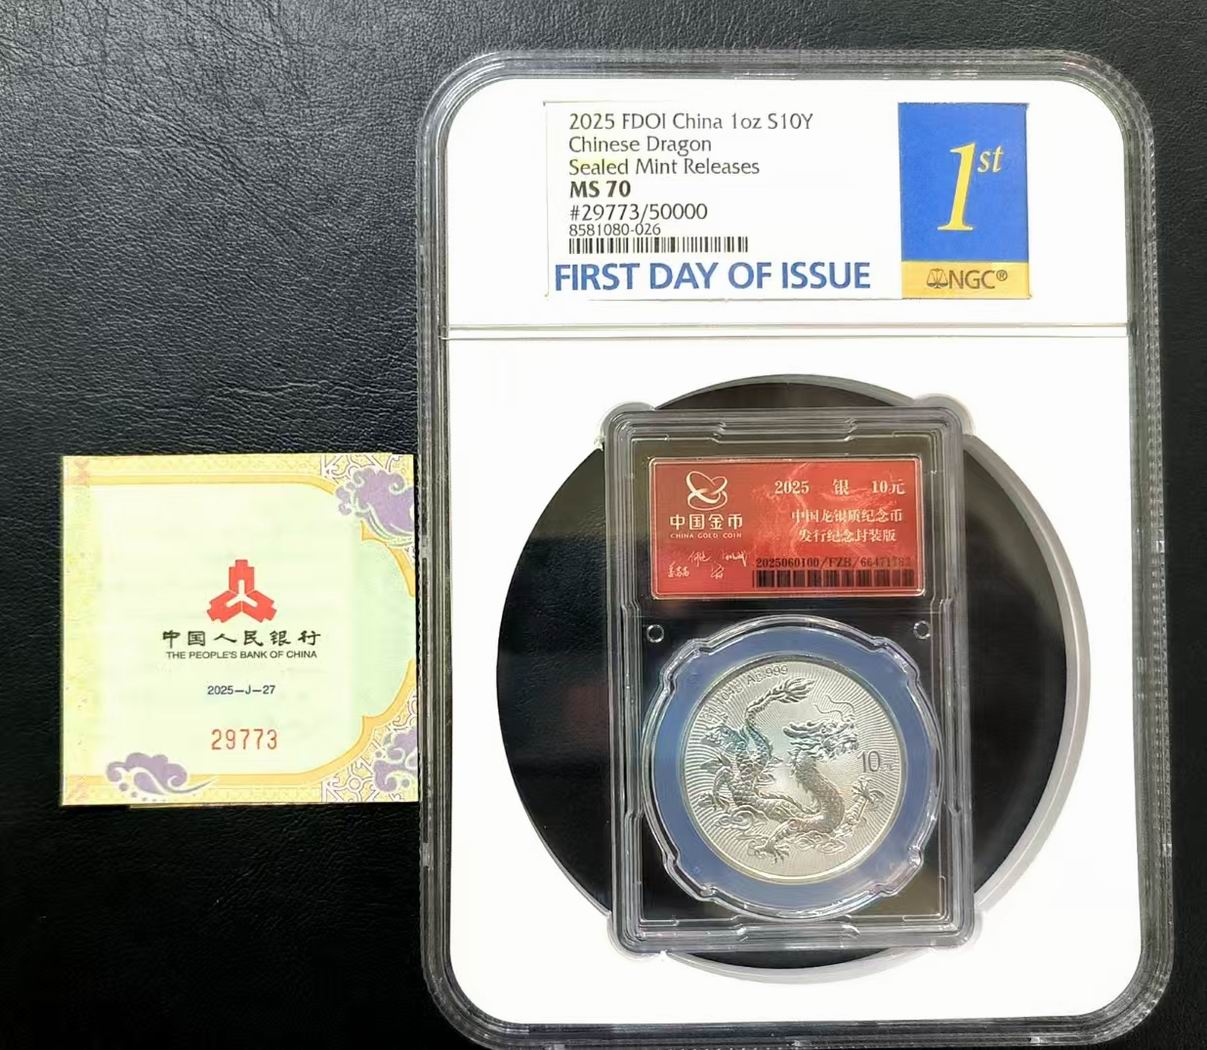 2025 FDOI China 1oz S10Y
Chinese Dragon
Sealed Mint Releases
MS 70
#29773/50000
8581080-026
FIRST DAY OF ISSUE
1st
NGC®
中国金币
CHINA GOLD COIN
2025 银 10元
中国龙银质纪念币
发行纪念封装版
2025060100/FZB/66471783
Ag 999
10元
中国人民银行
THE PEOPLE'S BANK OF CHINA
2025-J-27
29773